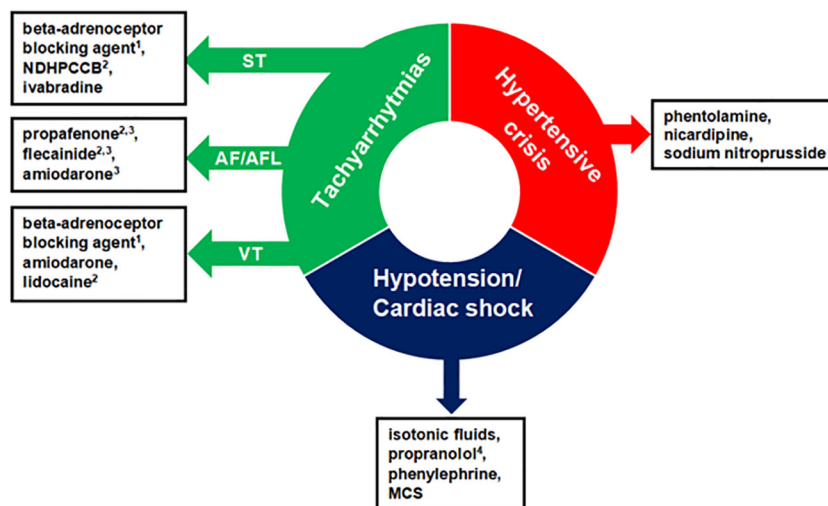 beta-adrenoceptor
blocking agent¹,
NDHPCCB²,
ivabradine
ST
propafenone²,³,
flecainide²,³,
amiodarone³
AF/AFL
beta-adrenoceptor
blocking agent¹,
amiodarone,
lidocaine²
VT
Tachyarrhytmias
Hypertensive
crisis
phentolamine,
nicardipine,
sodium nitroprusside
Hypotension/
Cardiac shock
isotonic fluids,
propranolol⁴,
phenylephrine,
MCS